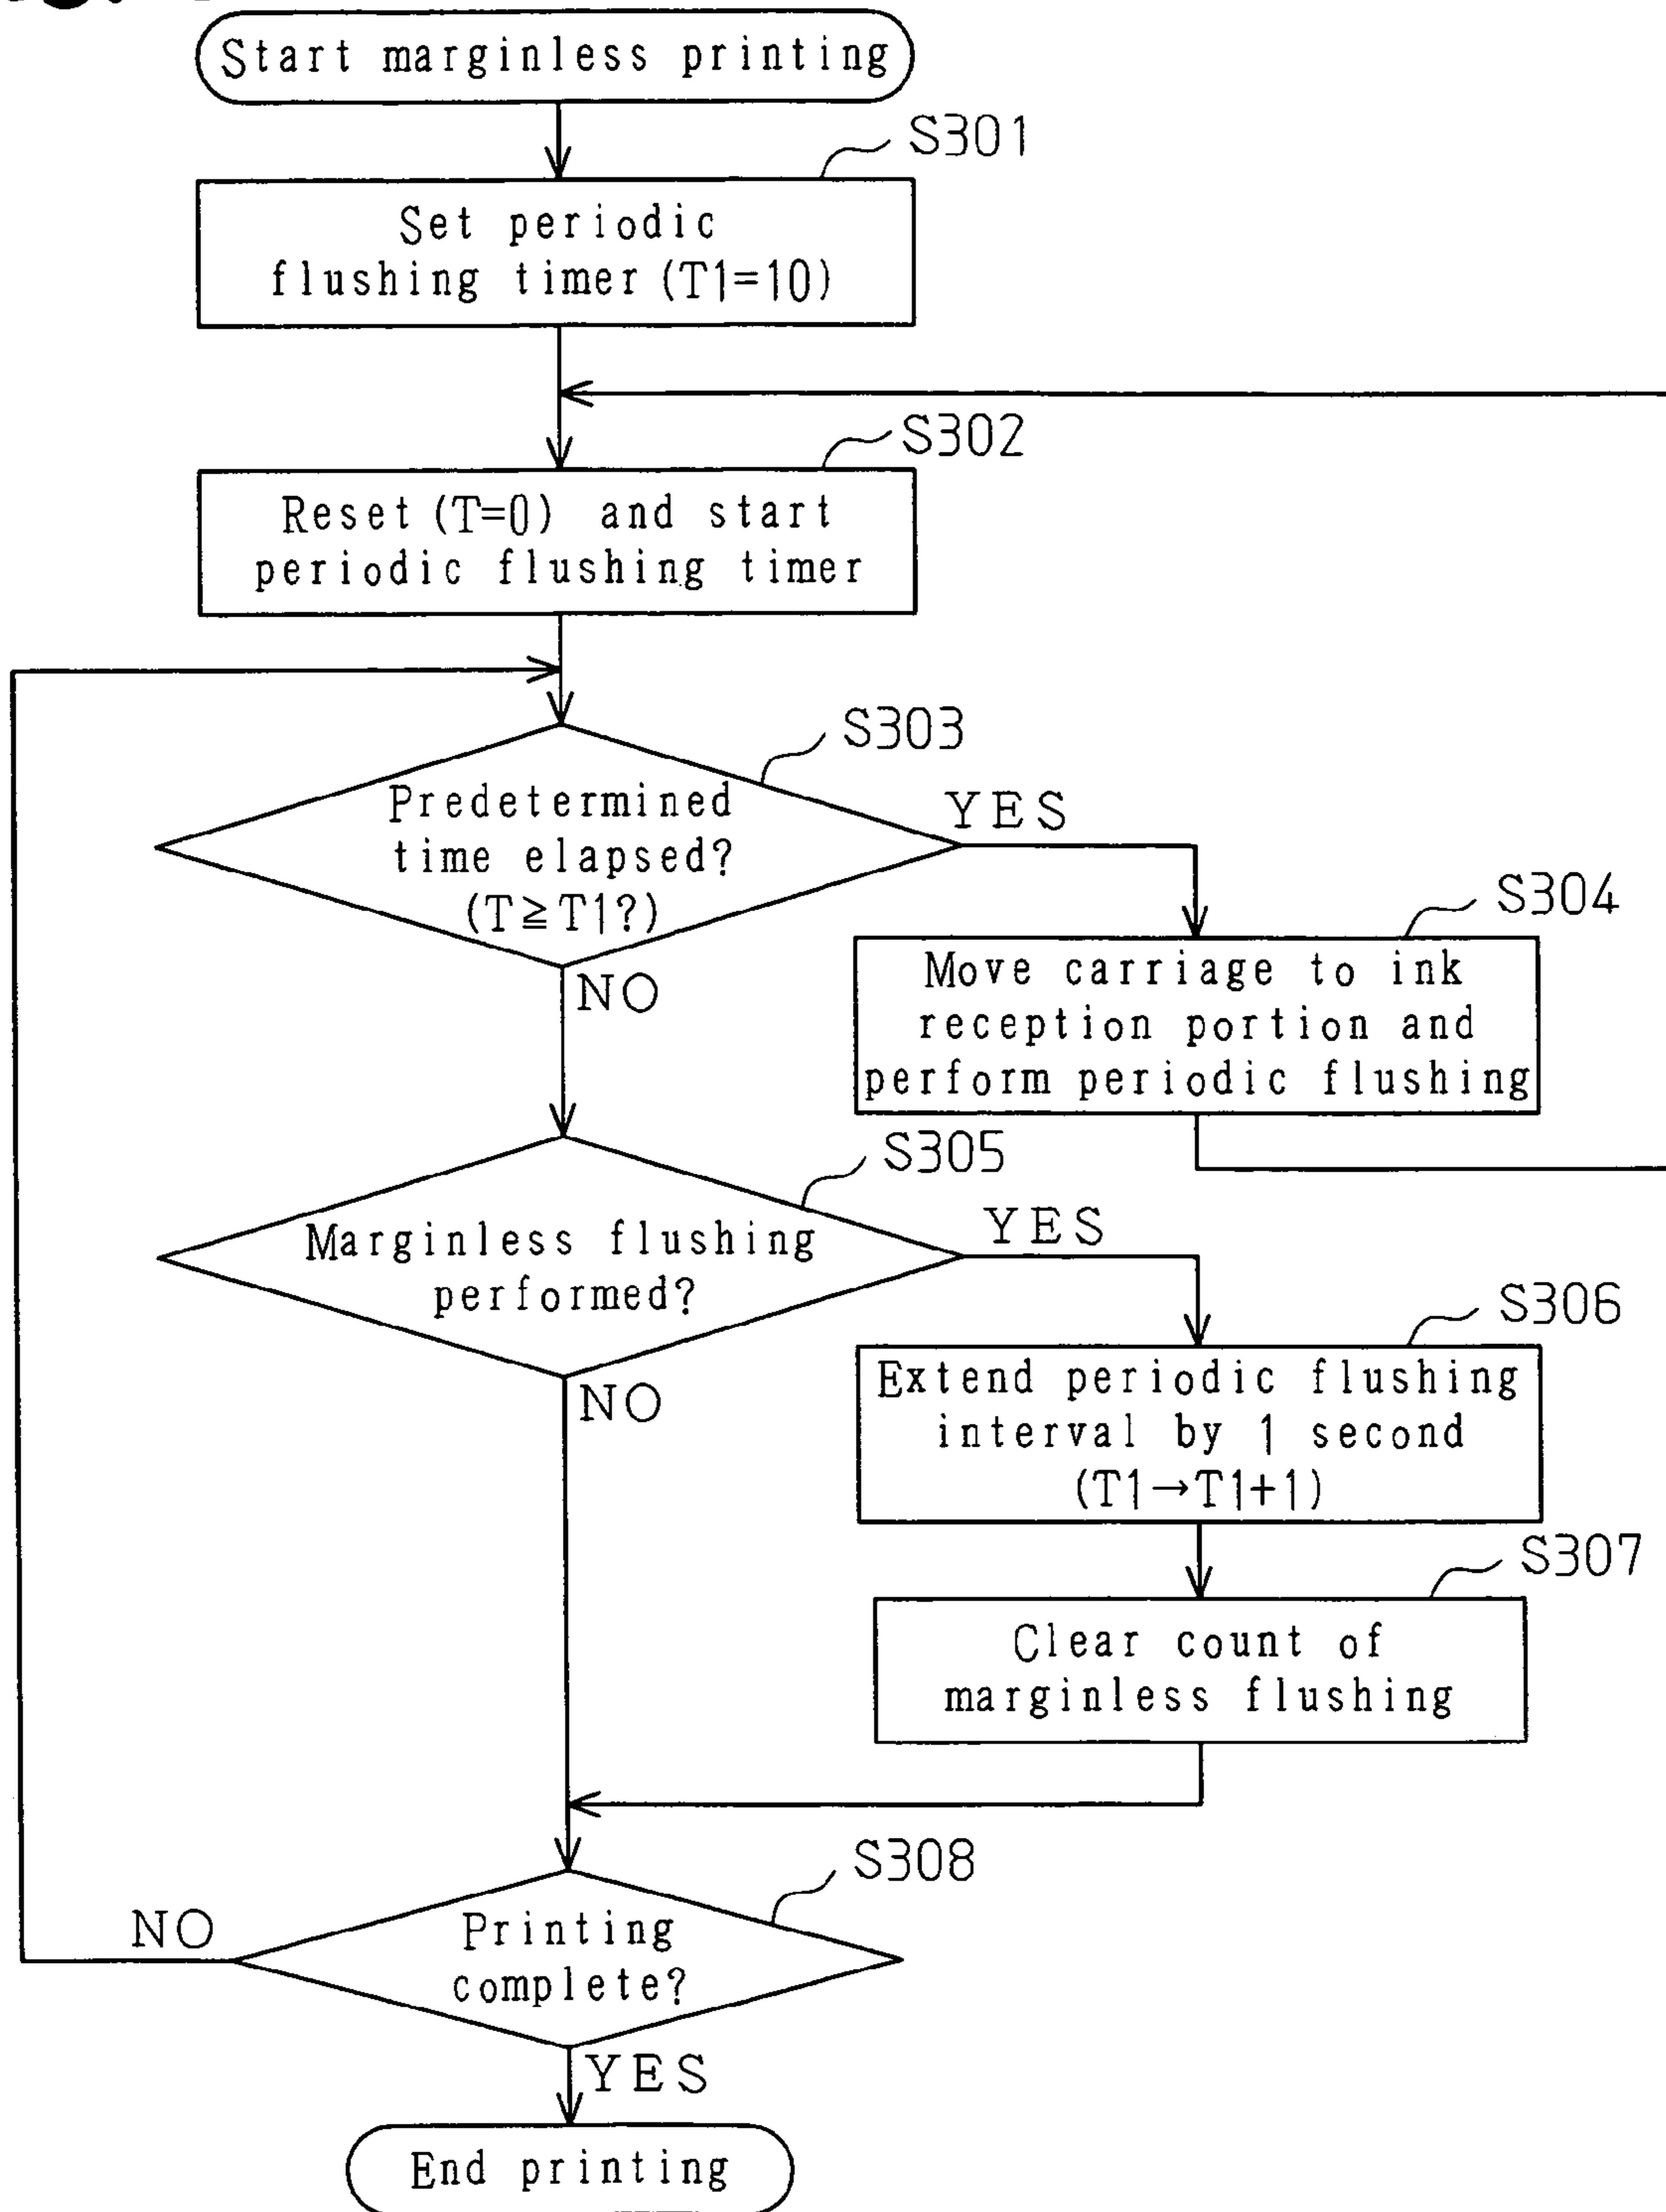 Start marginless printing
S301
Set periodic
flushing timer (T1=10)
S302
Reset (T=0) and start
periodic flushing timer
S303
Predetermined
time elapsed?
(T≧T1?)
YES
NO
S304
Move carriage to ink
reception portion and
perform periodic flushing
S305
Marginless flushing
performed?
YES
NO
S306
Extend periodic flushing
interval by 1 second
(T1→T1+1)
S307
Clear count of
marginless flushing
S308
Printing
complete?
NO
YES
End printing